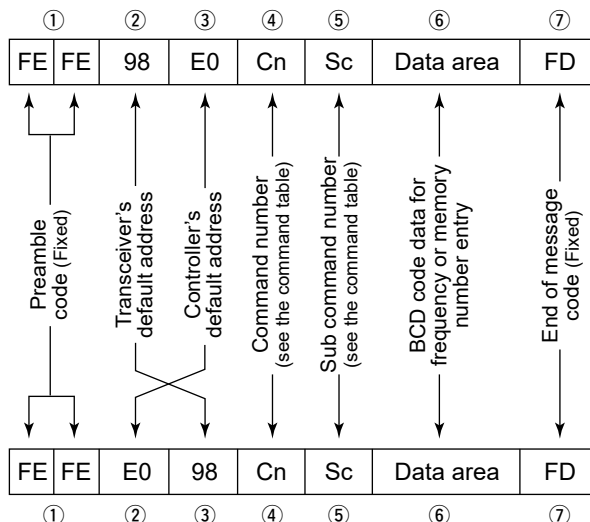 ① ② ③ ④ ⑤ ⑥ ⑦
FE FE 98 E0 Cn Sc Data area FD
Preamble
code (Fixed)
Transceiver's
default address
Controller's
default address
Command number
(see the command table)
Sub command number
(see the command table)
BCD code data for
frequency or memory
number entry
End of message
code (Fixed)
FE FE E0 98 Cn Sc Data area FD
① ② ③ ④ ⑤ ⑥ ⑦